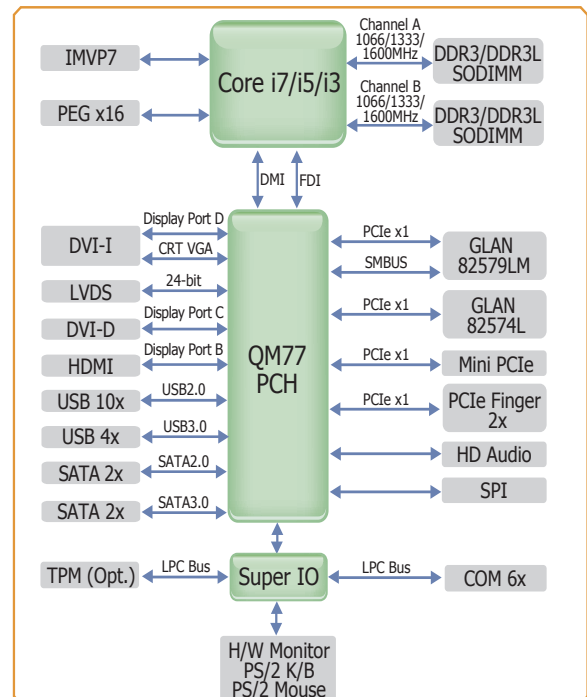 IMVP7
PEG x16
Core i7/i5/i3
Channel A
1066/1333/
1600MHz
DDR3/DDR3L
SODIMM
Channel B
1066/1333/
1600MHz
DDR3/DDR3L
SODIMM
DMI
FDI
DVI-I
Display Port D
CRT VGA
LVDS
24-bit
DVI-D
Display Port C
HDMI
Display Port B
USB 10x
USB2.0
USB 4x
USB3.0
SATA 2x
SATA2.0
SATA 2x
SATA3.0
QM77
PCH
PCIe x1
SMBUS
GLAN
82579LM
PCIe x1
GLAN
82574L
PCIe x1
Mini PCIe
PCIe x1
PCIe Finger
2x
HD Audio
SPI
TPM (Opt.)
LPC Bus
Super IO
LPC Bus
COM 6x
H/W Monitor
PS/2 K/B
PS/2 Mouse